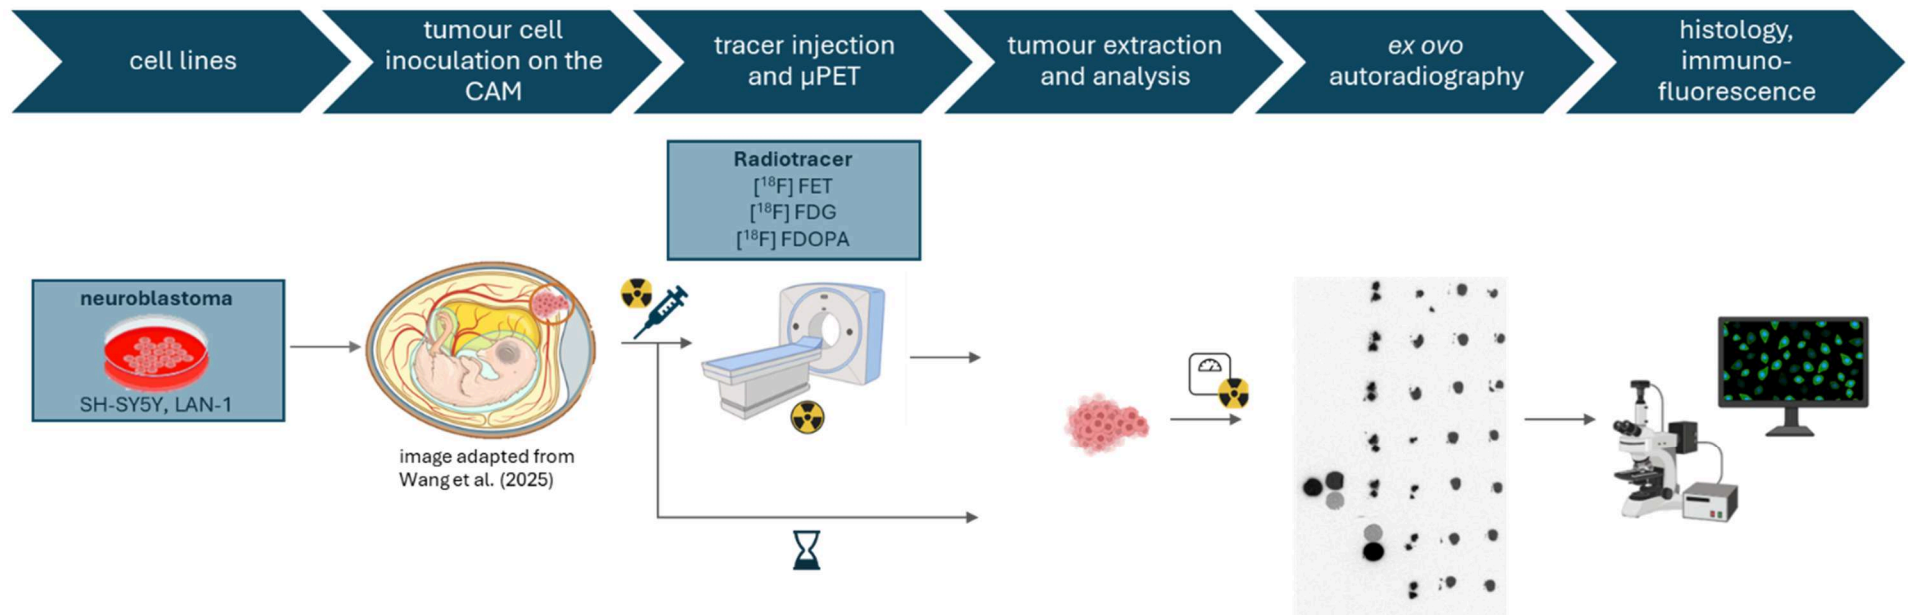 cell lines
tumour cell
inoculation on the
CAM
tracer injection
and µPET
tumour extraction
and analysis
ex ovo
autoradiography
histology,
immuno-
fluorescence
Radiotracer
[¹⁸F] FET
[¹⁸F] FDG
[¹⁸F] FDOPA
neuroblastoma
SH-SY5Y, LAN-1
image adapted from
Wang et al. (2025)